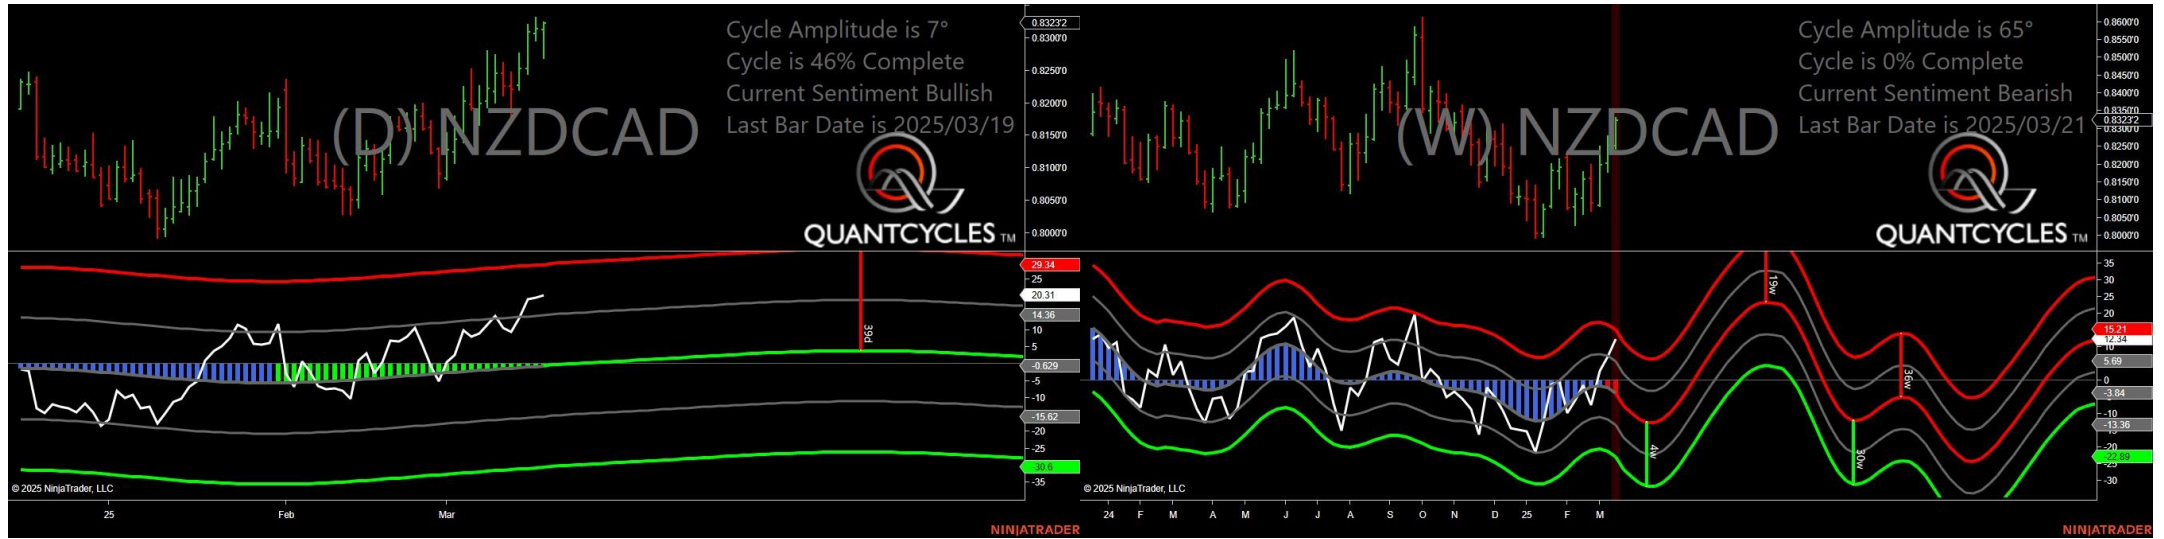 Cycle Amplitude is 7°
Cycle is 46% Complete
Current Sentiment Bullish
Last Bar Date is 2025/03/19
(D) NZDCAD
QUANTCYCLES TM
0.8323'2
0.8300'0
0.8250'0
0.8200'0
0.8150'0
0.8100'0
0.8050'0
0.8000'0
29.34
25
20.31
14.36
10
5
-0.629
-5
-10
-15.62
-20
-25
-30.6
-35
39d
© 2025 NinjaTrader, LLC
25
Feb
Mar
NINJATRADER
Cycle Amplitude is 65°
Cycle is 0% Complete
Current Sentiment Bearish
Last Bar Date is 2025/03/21
(W) NZDCAD
QUANTCYCLES TM
0.8600'0
0.8550'0
0.8500'0
0.8450'0
0.8400'0
0.8350'0
0.8323'2
0.8300'0
0.8250'0
0.8200'0
0.8150'0
0.8100'0
0.8050'0
0.8000'0
35
30
25
20
15.21
12.34
10
5.69
0
-3.84
-10
-13.36
-20
-22.89
-25
-30
19w
36w
4w
30w
© 2025 NinjaTrader, LLC
24
F
M
A
M
J
J
A
S
O
N
D
25
F
M
NINJATRADER